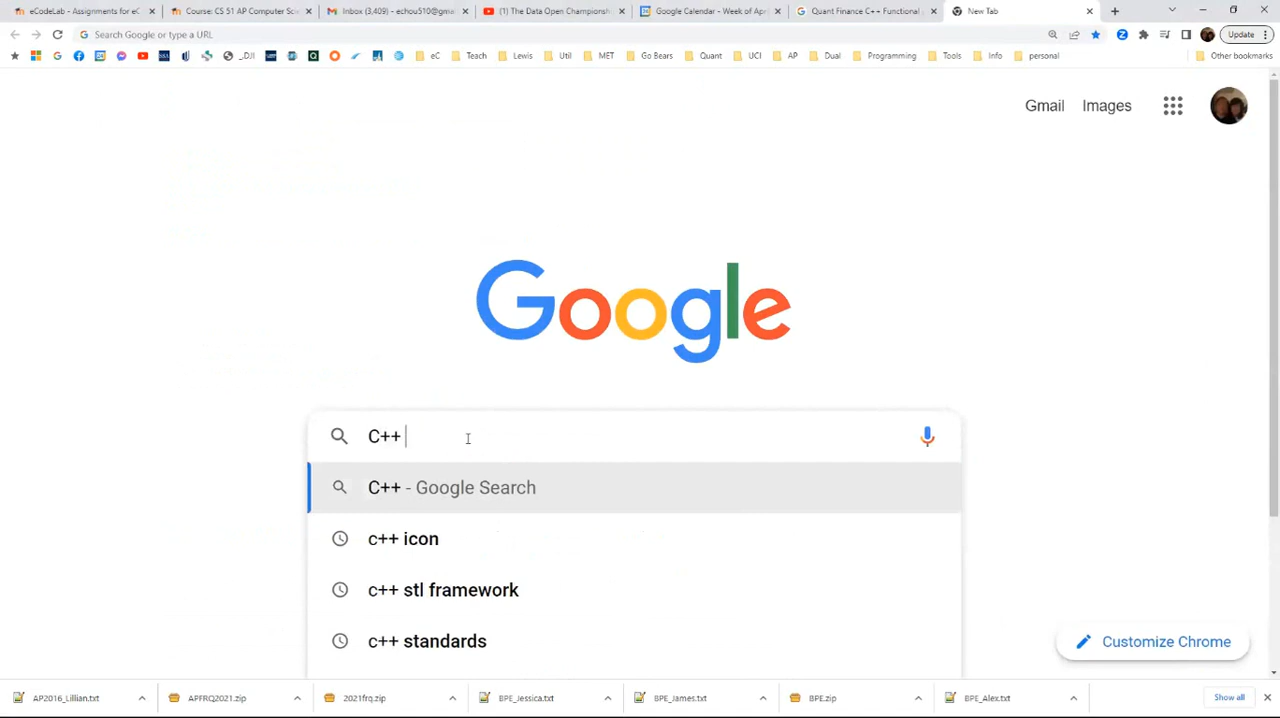 eCodeLab - Assignments for eC
Course: CS 51 AP Computer Sci
Inbox (3,409) - echou510@gma
(1) The Data Open Champions
Google Calendar - Week of Apr
Quant Finance C++ Functional
New Tab
Search Google or type a URL
Update
_DJI
eC
Teach
Lewis
Util
MET
Go Bears
Quant
UCI
AP
Dual
Programming
Tools
Info
personal
Other bookmarks
Gmail
Images
Google
C++
C++ - Google Search
c++ icon
c++ stl framework
c++ standards
Customize Chrome
AP2016_Lillian.txt
APFRQ2021.zip
2021frq.zip
BPE_Jessica.txt
BPE_James.txt
BPE.zip
BPE_Alex.txt
Show all